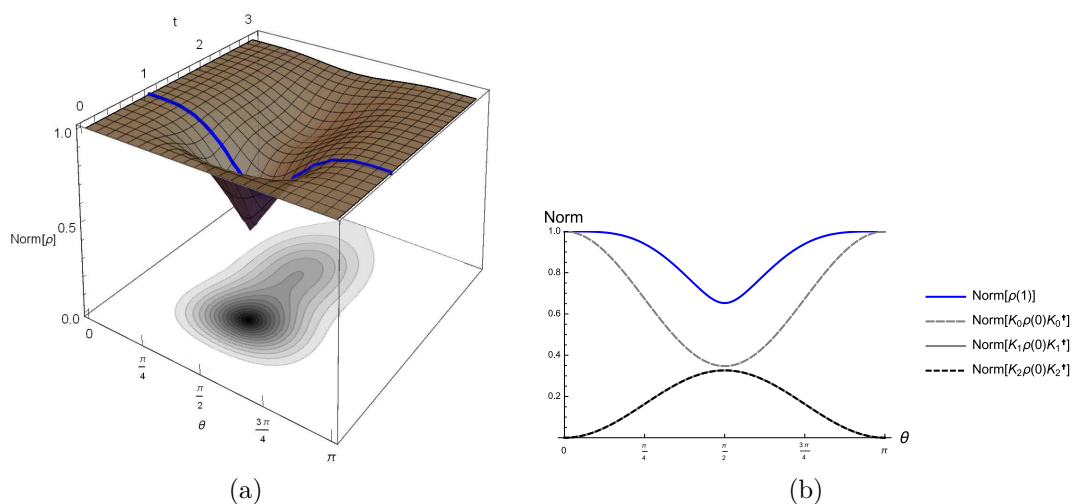 t
0
1
2
3
1.0
0.5
0.0
Norm[ρ]
0
π/4
π/2
3 π/4
π
θ
(a)
Norm
1.0
0.8
0.6
0.4
0.2
0
π/4
π/2
3 π/4
π
θ
Norm[ρ(1)]
Norm[K₀ρ(0)K₀†]
Norm[K₁ρ(0)K₁†]
Norm[K₂ρ(0)K₂†]
(b)